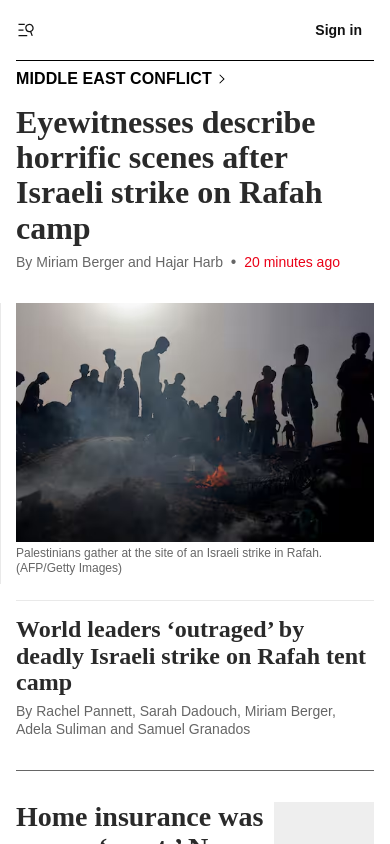 Sign in
MIDDLE EAST CONFLICT
Eyewitnesses describe
horrific scenes after
Israeli strike on Rafah
camp
By Miriam Berger and Hajar Harb • 20 minutes ago
Palestinians gather at the site of an Israeli strike in Rafah.
(AFP/Getty Images)
World leaders ‘outraged’ by
deadly Israeli strike on Rafah tent
camp
By Rachel Pannett, Sarah Dadouch, Miriam Berger,
Adela Suliman and Samuel Granados
Home insurance was